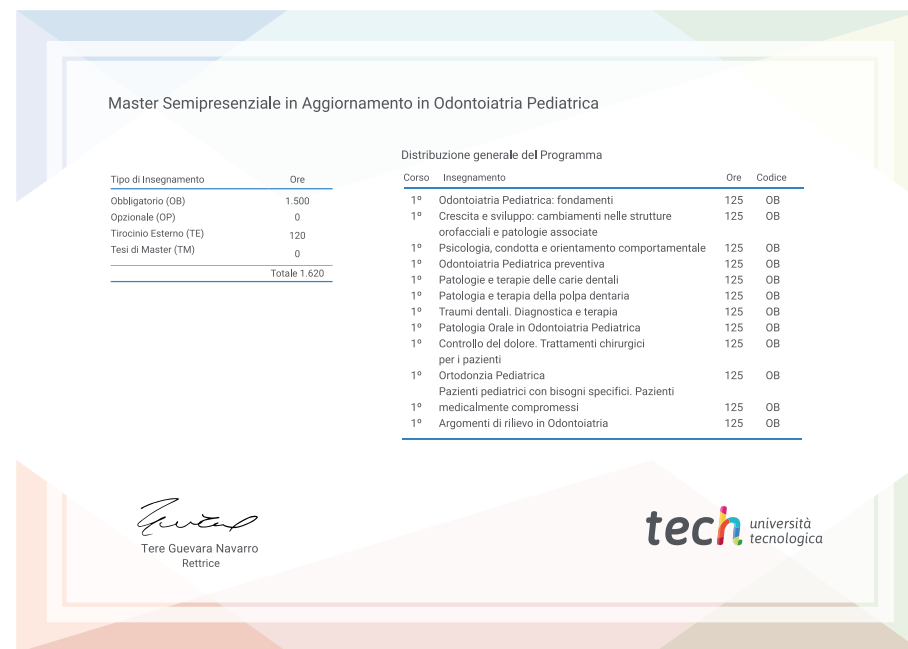 Master Semipresenziale in Aggiornamento in Odontoiatria Pediatrica
Tipo di Insegnamento Ore
Obbligatorio (OB) 1.500
Opzionale (OP) 0
Tirocinio Esterno (TE) 120
Tesi di Master (TM) 0
Totale 1.620
Distribuzione generale del Programma
Corso Insegnamento Ore Codice
1º Odontoiatria Pediatrica: fondamenti 125 OB
1º Crescita e sviluppo: cambiamenti nelle strutture 125 OB
orofacciali e patologie associate
1º Psicologia, condotta e orientamento comportamentale 125 OB
1º Odontoiatria Pediatrica preventiva 125 OB
1º Patologie e terapie delle carie dentali 125 OB
1º Patologia e terapia della polpa dentaria 125 OB
1º Traumi dentali. Diagnostica e terapia 125 OB
1º Patologia Orale in Odontoiatria Pediatrica 125 OB
1º Controllo del dolore. Trattamenti chirurgici 125 OB
per i pazienti
1º Ortodonzia Pediatrica 125 OB
Pazienti pediatrici con bisogni specifici. Pazienti
1º medicalmente compromessi 125 OB
1º Argomenti di rilievo in Odontoiatria 125 OB
Tere Guevara Navarro
Rettrice
tech università
tecnologica